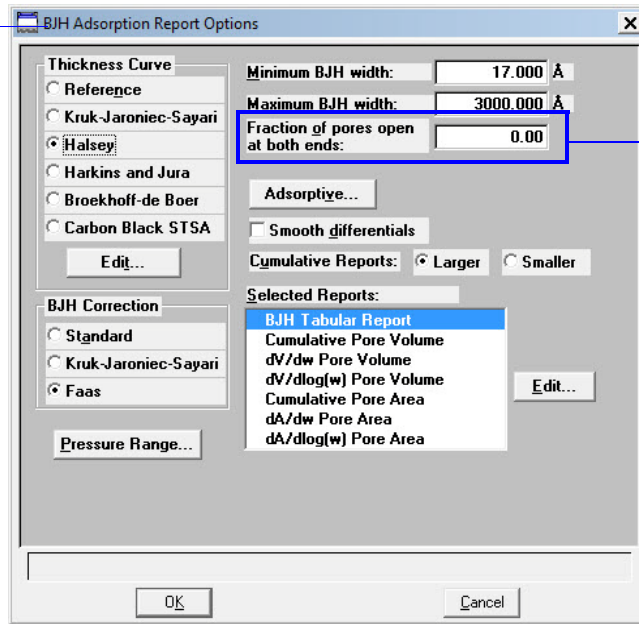 BJH Adsorption Report Options
Thickness Curve
Reference
Kruk-Jaroniec-Sayari
Halsey
Harkins and Jura
Broekhoff-de Boer
Carbon Black STSA
Edit...
BJH Correction
Standard
Kruk-Jaroniec-Sayari
Faas
Pressure Range...
Minimum BJH width: 17.000 Å
Maximum BJH width: 3000.000 Å
Fraction of pores open
at both ends: 0.00
Adsorptive...
Smooth differentials
Cumulative Reports: Larger Smaller
Selected Reports:
BJH Tabular Report
Cumulative Pore Volume
dV/dw Pore Volume
dV/dlog(w) Pore Volume
Cumulative Pore Area
dA/dw Pore Area
dA/dlog(w) Pore Area
Edit...
OK
Cancel